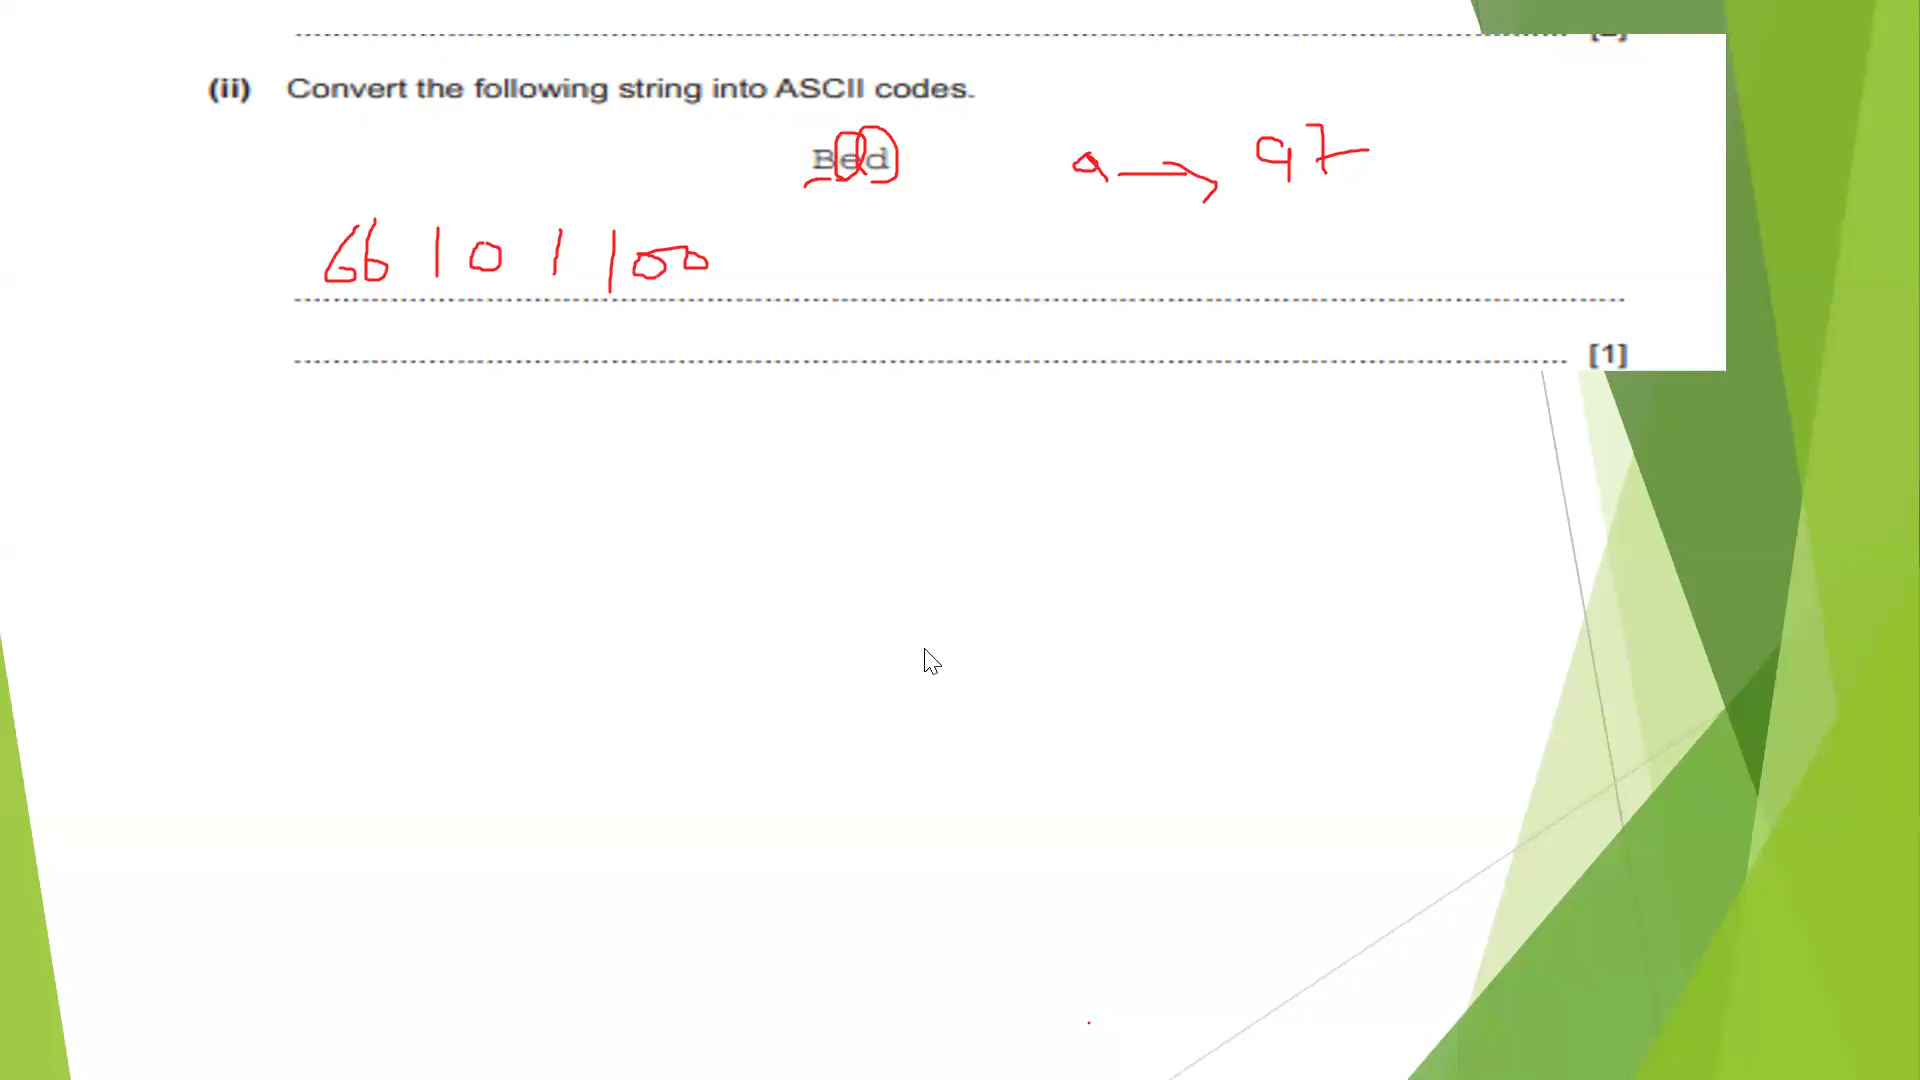 (ii) Convert the following string into ASCII codes.
Bed a → 97
66 101 100
[1]